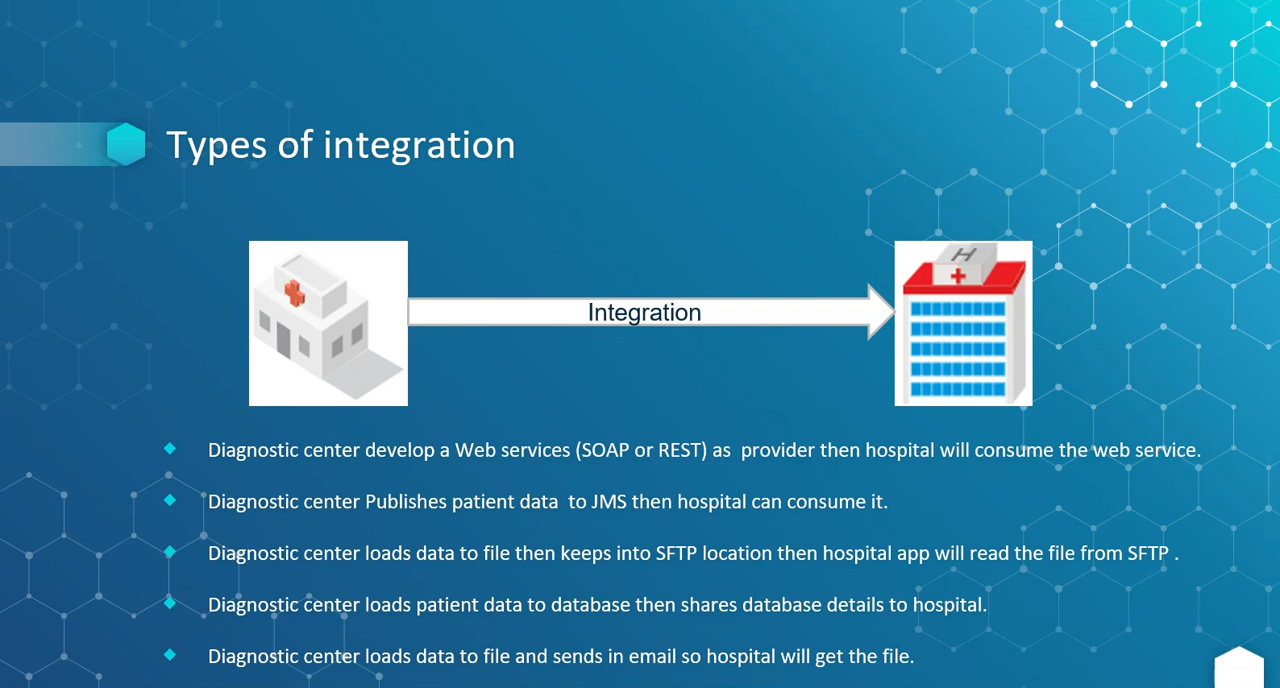 Types of integration
H
Integration
Diagnostic center develop a Web services (SOAP or REST) as  provider then hospital will consume the web service.
Diagnostic center Publishes patient data  to JMS then hospital can consume it.
Diagnostic center loads data to file then keeps into SFTP location then hospital app will read the file from SFTP .
Diagnostic center loads patient data to database then shares database details to hospital.
Diagnostic center loads data to file and sends in email so hospital will get the file.